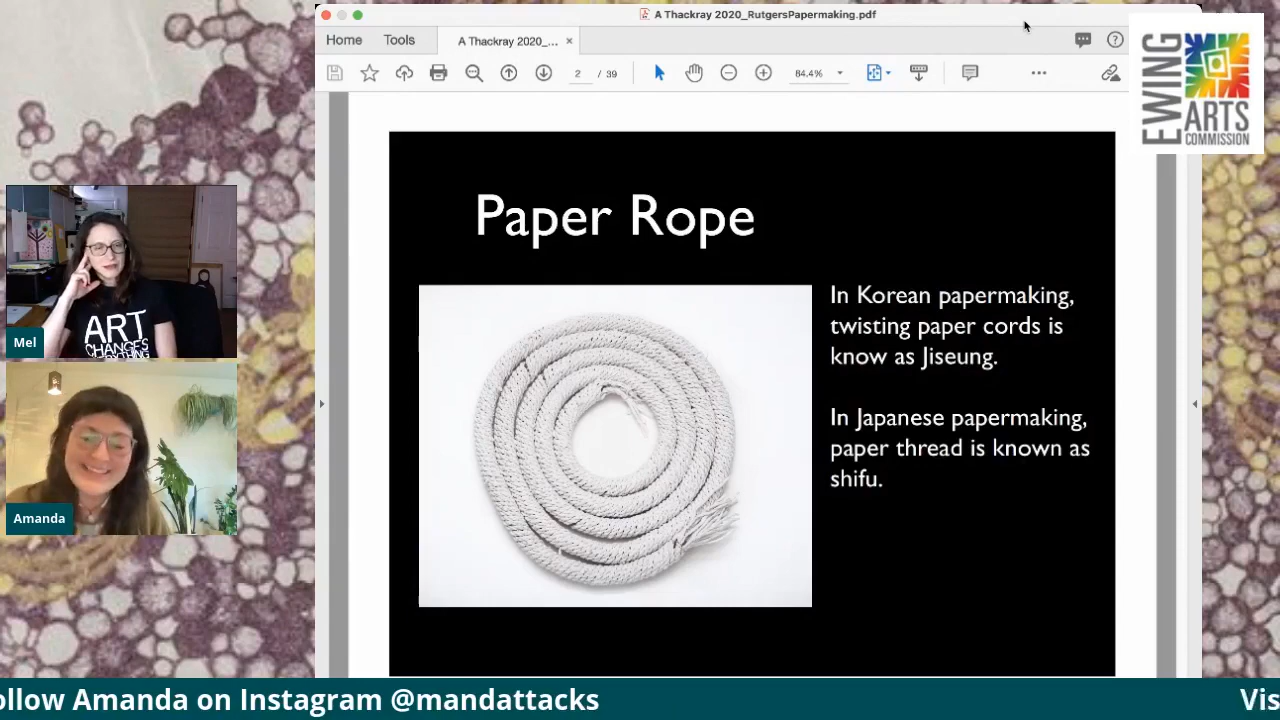 A Thackray 2020_RutgersPapermaking.pdf
Home Tools A Thackray 2020_... ×
2 / 39 84.4%
EWING
ARTS
COMMISSION
Paper Rope
In Korean papermaking,
twisting paper cords is
know as Jiseung.
In Japanese papermaking,
paper thread is known as
shifu.
ART
CHANGES
Mel
Amanda
ollow Amanda on Instagram @mandattacks
Vis